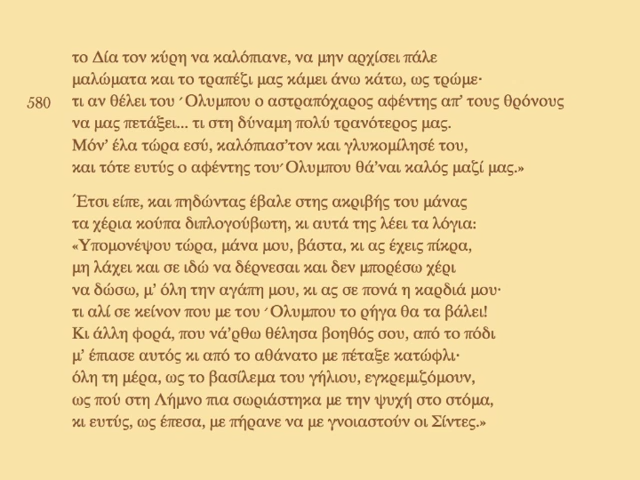 το Δία τον κύρη να καλόπιανε, να μην αρχίσει πάλε
μαλώματα και το τραπέζι μας κάμει άνω κάτω, ως τρώμε·
580 τι αν θέλει του ΄Ολυμπου ο αστραπόχαρος αφέντης απ’ τους θρόνους
να μας πετάξει... τι στη δύναμη πολύ τρανότερος μας.
Μόν’ έλα τώρα εσύ, καλόπιασ’τον και γλυκομίλησέ του,
και τότε ευτύς ο αφέντης του΄Ολυμπου θά’ναι καλός μαζί μας.»
΄Ετσι είπε, και πηδώντας έβαλε στης ακριβής του μάνας
τα χέρια κούπα διπλογούβωτη, κι αυτά της λέει τα λόγια:
«Υπομονέψου τώρα, μάνα μου, βάστα, κι ας έχεις πίκρα,
μη λάχει και σε ιδώ να δέρνεσαι και δεν μπορέσω χέρι
να δώσω, μ’ όλη την αγάπη μου, κι ας σε πονά η καρδιά μου·
τι αλί σε κείνον που με του ΄Ολυμπου το ρήγα θα τα βάλει!
Κι άλλη φορά, που νά’ρθω θέλησα βοηθός σου, από το πόδι
μ’ έπιασε αυτός κι από το αθάνατο με πέταξε κατώφλι·
όλη τη μέρα, ως το βασίλεμα του γήλιου, εγκρεμιζόμουν,
ως πού στη Λήμνο πια σωριάστηκα με την ψυχή στο στόμα,
κι ευτύς, ως έπεσα, με πήρανε να με γνοιαστούν οι Σίντες.»